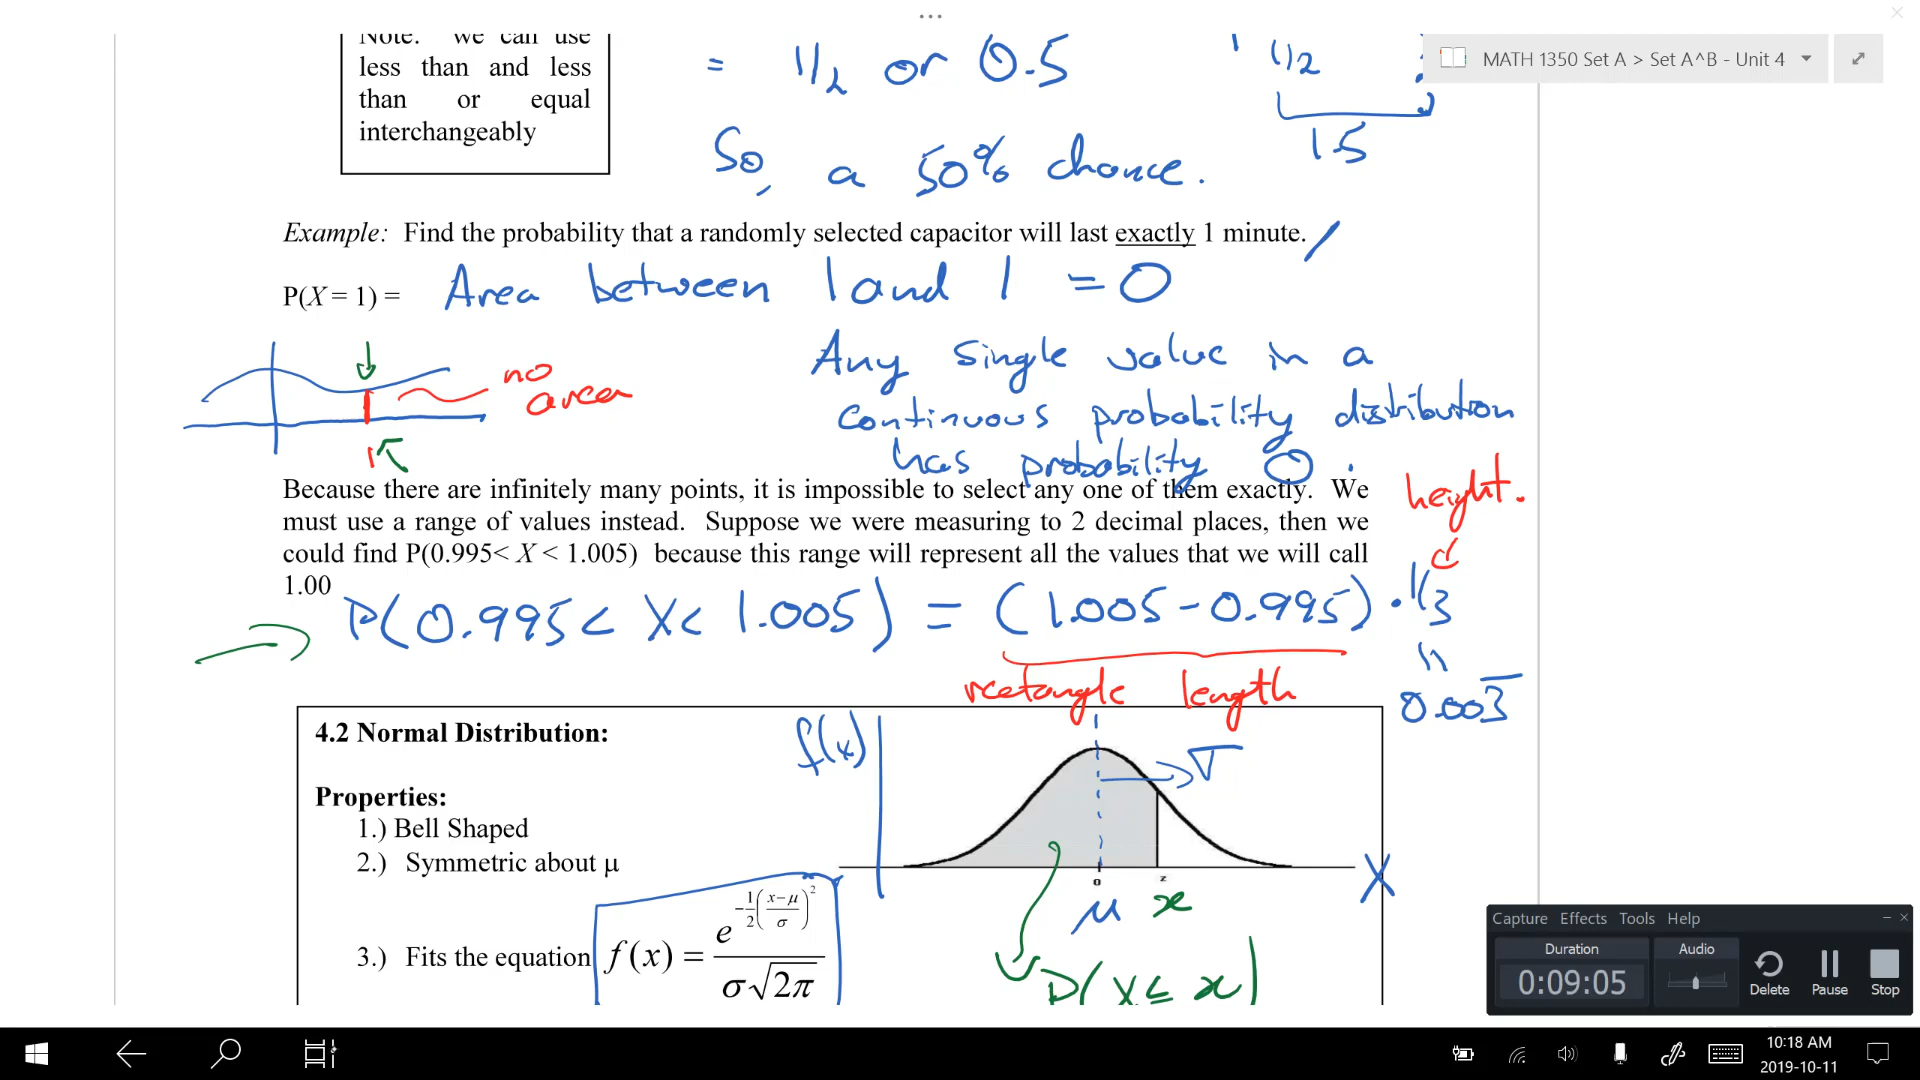 Note: we can use
less than and less
than or equal
interchangeably
= 1/2 or 0.5
1/2
1.5
MATH 1350 Set A > Set A^B - Unit 4
So, a 50% chance.
Example: Find the probability that a randomly selected capacitor will last exactly 1 minute.
P(X = 1) = Area between 1 and 1 = 0
no
area
1
Any single value in a
continuous probability distribution
has probability 0.
Because there are infinitely many points, it is impossible to select any one of them exactly. We
must use a range of values instead. Suppose we were measuring to 2 decimal places, then we
could find P(0.995< X < 1.005) because this range will represent all the values that we will call
1.00
height.
P(0.995 < X < 1.005) = (1.005 - 0.995) · 1/3
rectangle length
= 0.003̅
4.2 Normal Distribution:
Properties:
1.) Bell Shaped
2.) Symmetric about μ
3.) Fits the equation f(x) = e^(-1/2((x-μ)/σ)^2) / (σ√2π)
f(x)
σ
0 z
μ x
X
P(X ≤ x)
Capture Effects Tools Help
Duration
0:09:05
Audio
Delete Pause Stop
10:18 AM
2019-10-11